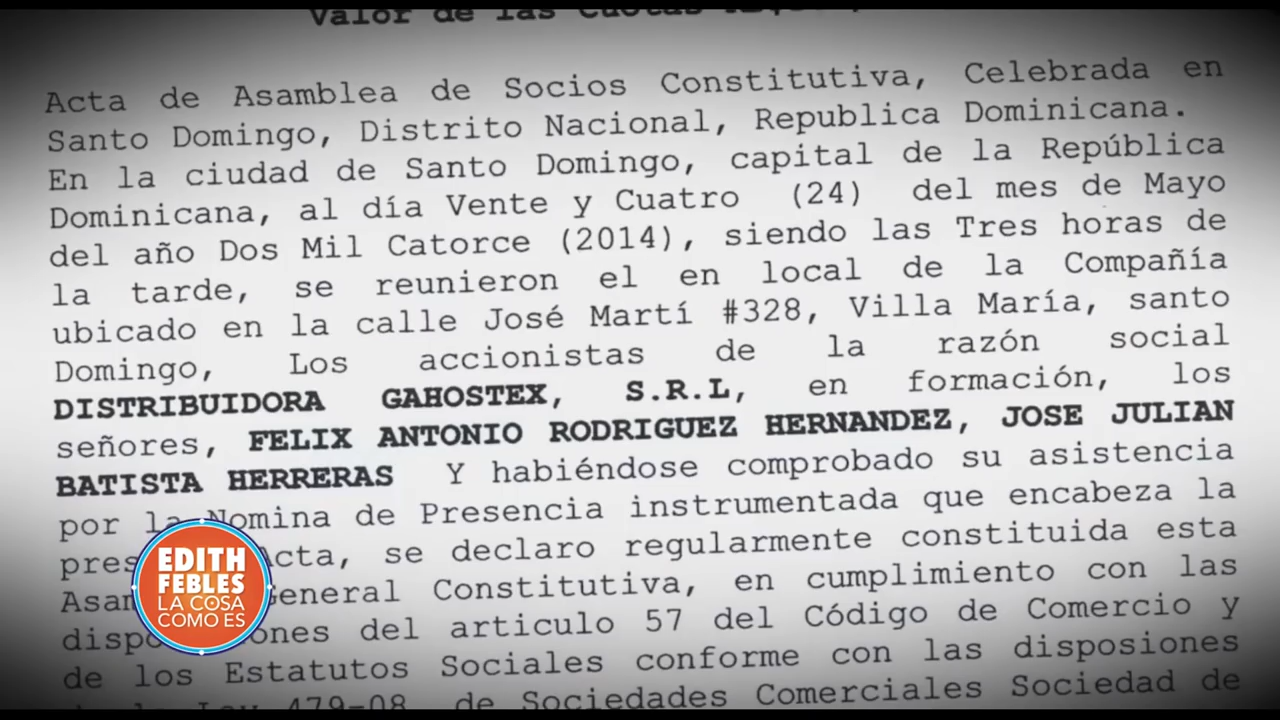 Valor de las Cuotas
Acta de Asamblea de Socios Constitutiva, Celebrada en
Santo Domingo, Distrito Nacional, Republica Dominicana.
En la ciudad de Santo Domingo, capital de la República
Dominicana, al día Vente y Cuatro (24) del mes de Mayo
del año Dos Mil Catorce (2014), siendo las Tres horas de
la tarde, se reunieron el en local de la Compañía
ubicado en la calle José Martí #328, Villa María, santo
Domingo, Los accionistas de la razón social
DISTRIBUIDORA GAHOSTEX, S.R.L, en formación, los
señores, FELIX ANTONIO RODRIGUEZ HERNANDEZ, JOSE JULIAN
BATISTA HERRERAS Y habiéndose comprobado su asistencia
por la Nomina de Presencia instrumentada que encabeza la
Acta, se declaro regularmente constituida esta
General Constitutiva, en cumplimiento con las
del articulo 57 del Código de Comercio y
de los Estatutos Sociales conforme con las disposiones
Ley 479-08, de Sociedades Comerciales Sociedad de
EDITH
FEBLES
LA COSA
COMO ES